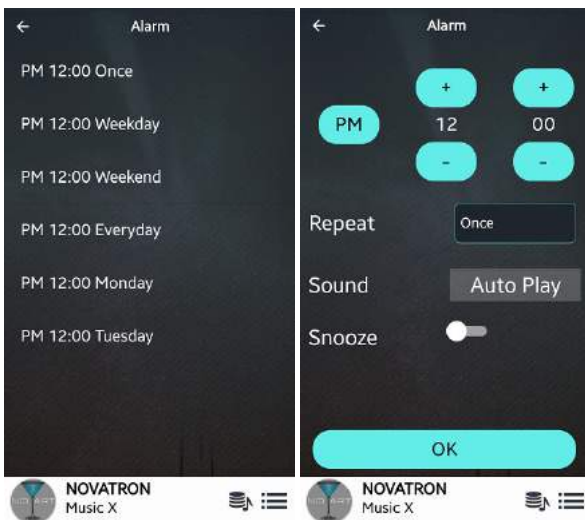 Alarm
PM 12:00 Once
PM 12:00 Weekday
PM 12:00 Weekend
PM 12:00 Everyday
PM 12:00 Monday
PM 12:00 Tuesday
NOVATRON
Music X
Alarm
+ +
PM 12 00
- -
Repeat Once
Sound Auto Play
Snooze
OK
NOVATRON
Music X